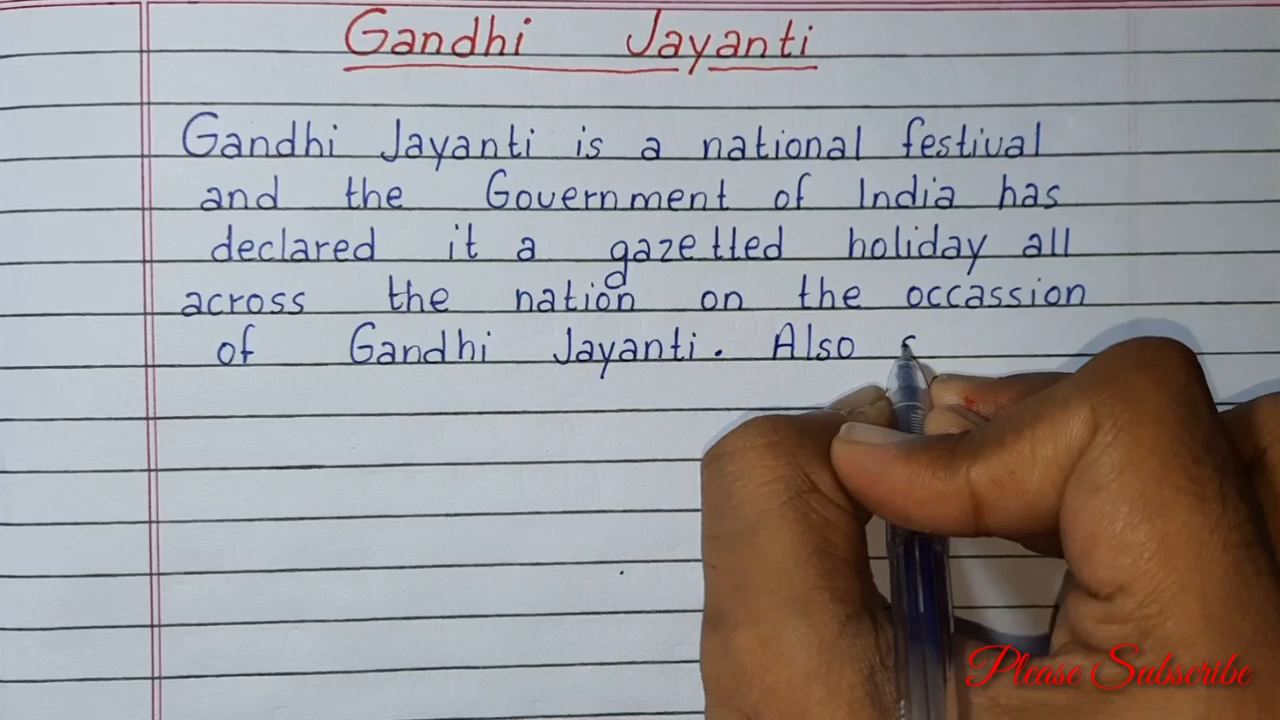 Gandhi Jayanti
Gandhi Jayanti is a national festival
and the Government of India has
declared it a gazetted holiday all
across the nation on the occassion
of Gandhi Jayanti. Also
Please Subscribe